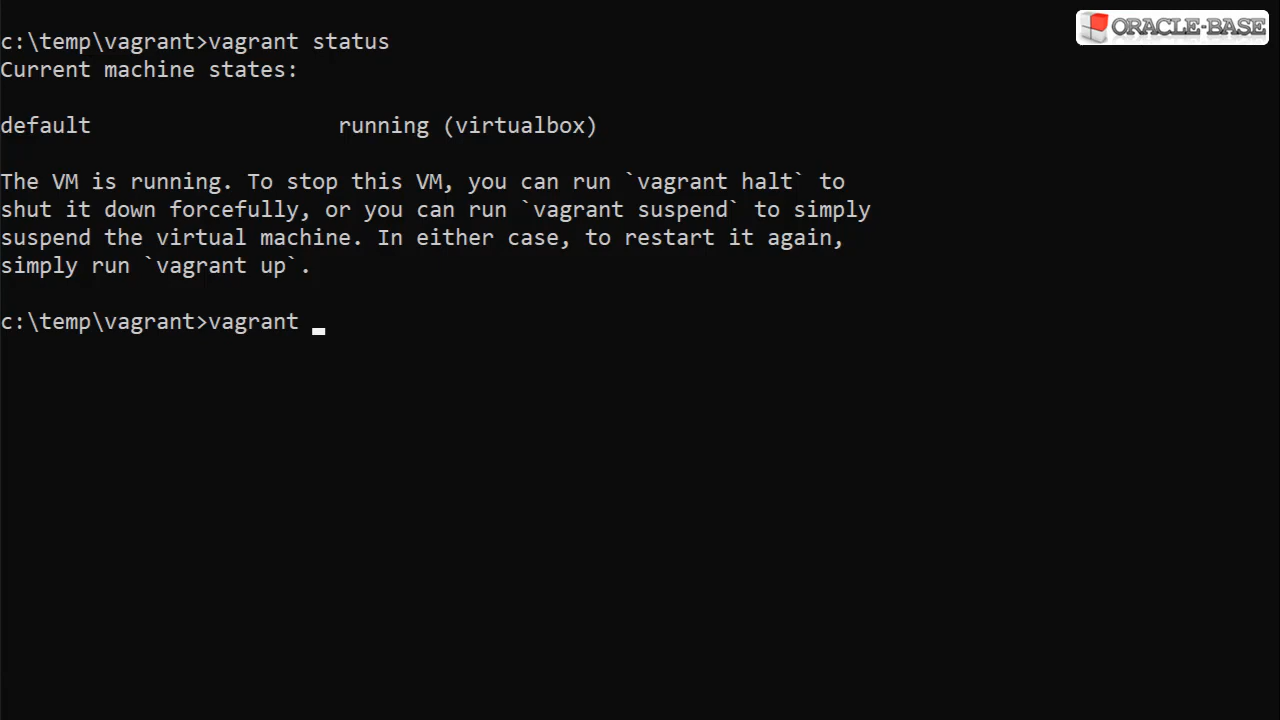 ORACLE-BASE
c:\temp\vagrant>vagrant status
Current machine states:
default                   running (virtualbox)
The VM is running. To stop this VM, you can run `vagrant halt` to
shut it down forcefully, or you can run `vagrant suspend` to simply
suspend the virtual machine. In either case, to restart it again,
simply run `vagrant up`.
c:\temp\vagrant>vagrant _